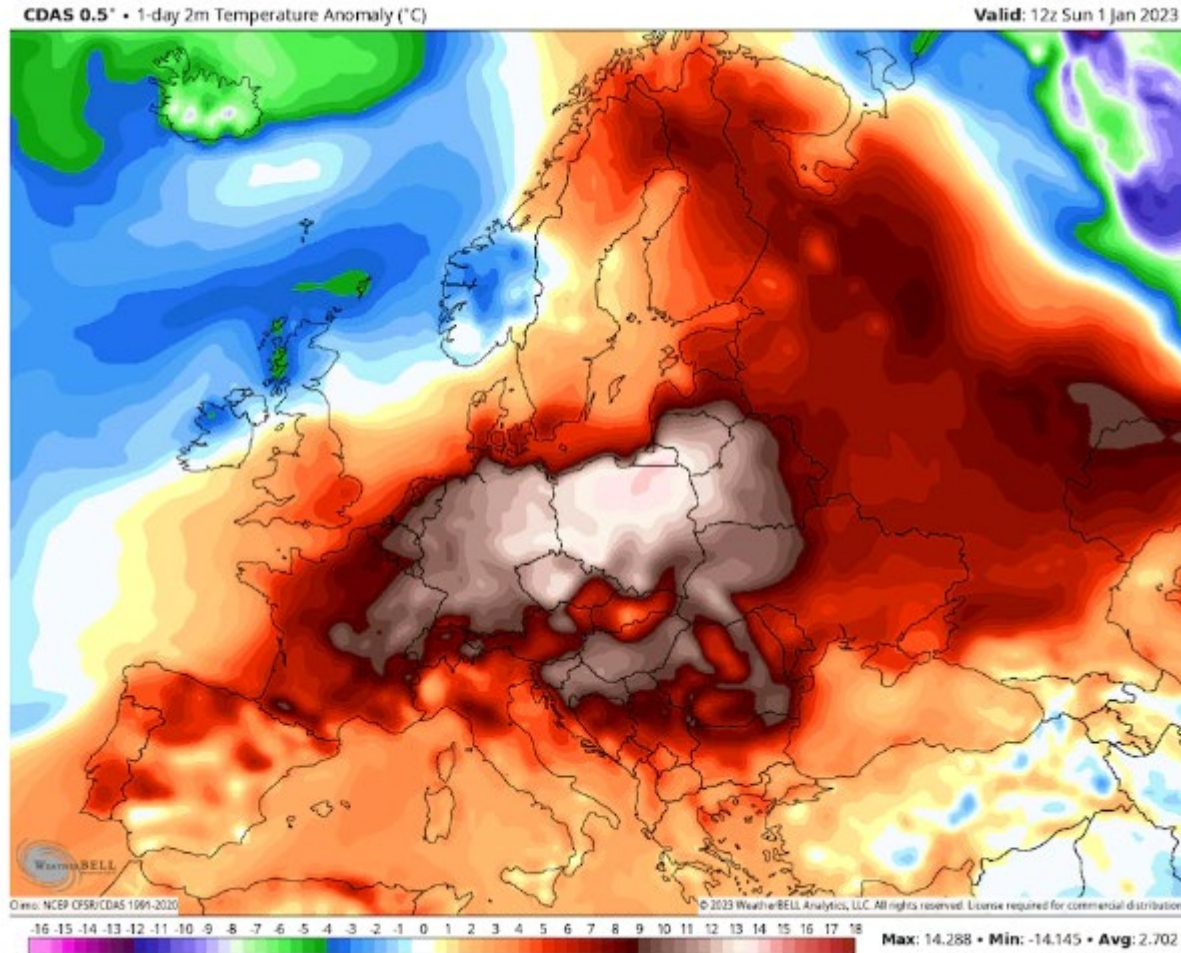 CDAS 0.5° • 1-day 2m Temperature Anomaly (°C)
Valid: 12z Sun 1 Jan 2023
WEATHERBELL
Climo: NCEP CFSR/CDAS 1991-2020
© 2023 WeatherBELL Analytics, LLC. All rights reserved. License required for commercial distribution
-16 -15 -14 -13 -12 -11 -10 -9 -8 -7 -6 -5 -4 -3 -2 -1 0 1 2 3 4 5 6 7 8 9 10 11 12 13 14 15 16 17 18
Max: 14.288 • Min: -14.145 • Avg: 2.702